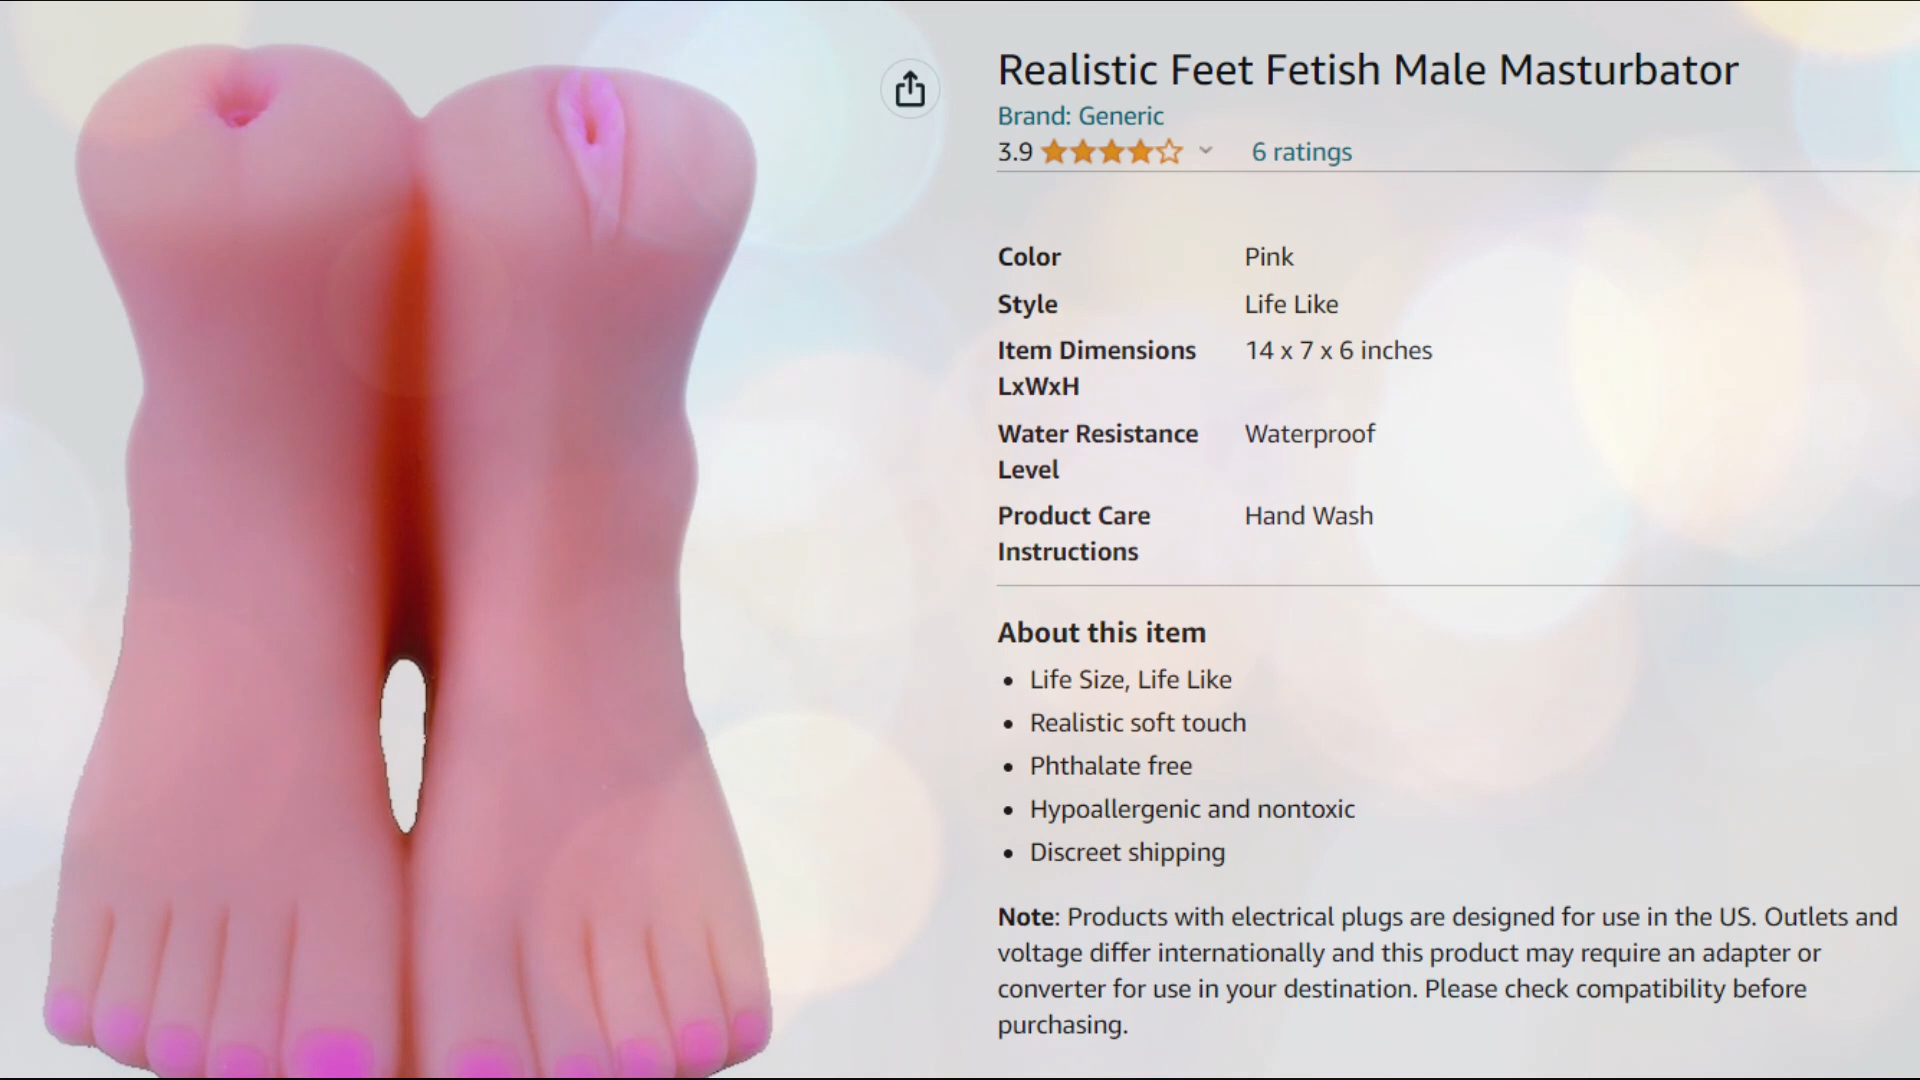 Realistic Feet Fetish Male Masturbator
Brand: Generic
3.9
6 ratings
Color Pink
Style Life Like
Item Dimensions 14 x 7 x 6 inches
LxWxH
Water Resistance Waterproof
Level
Product Care Hand Wash
Instructions
About this item
• Life Size, Life Like
• Realistic soft touch
• Phthalate free
• Hypoallergenic and nontoxic
• Discreet shipping
Note: Products with electrical plugs are designed for use in the US. Outlets and
voltage differ internationally and this product may require an adapter or
converter for use in your destination. Please check compatibility before
purchasing.